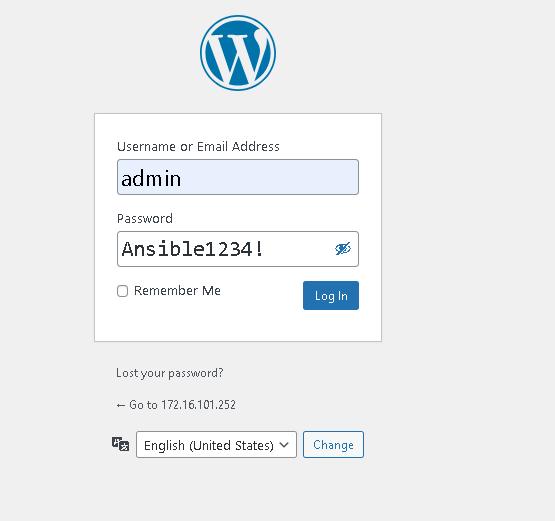 Username or Email Address
admin
Password
Ansible1234!
Remember Me
Log In
Lost your password?
← Go to 172.16.101.252
English (United States)
Change